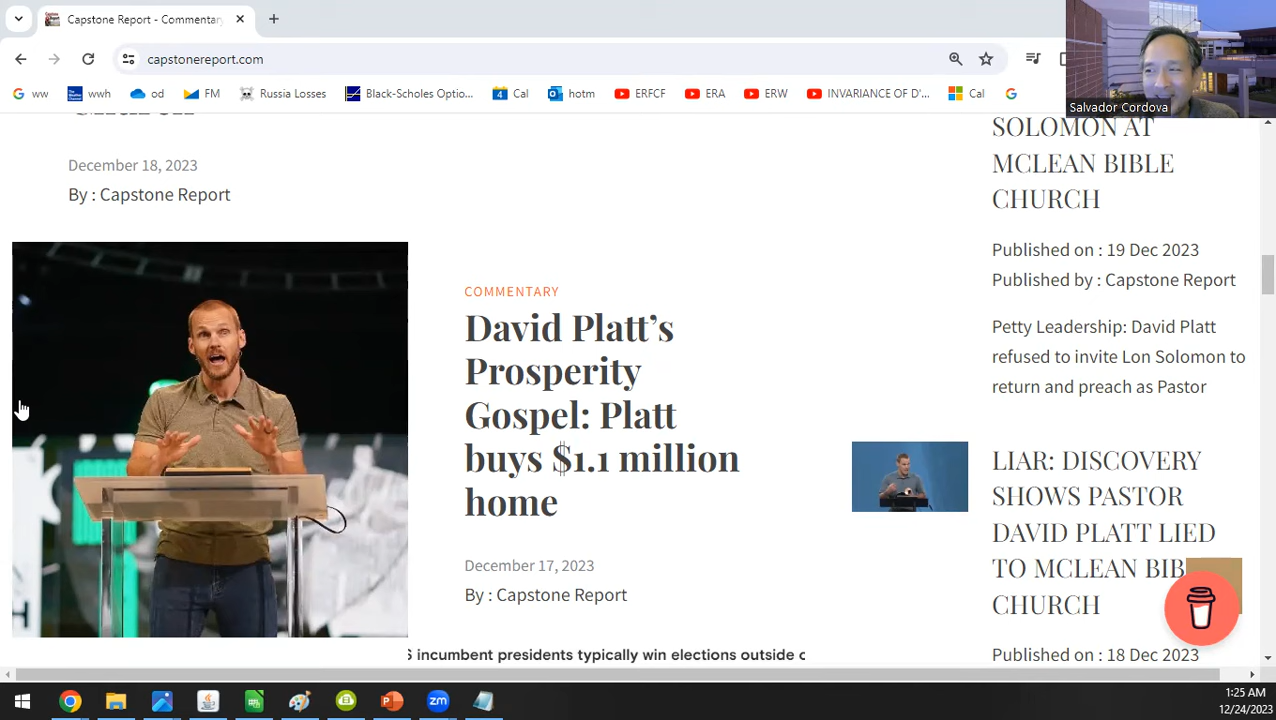 Capstone Report - Commentar
capstonereport.com
ww
wwh
od
FM
Russia Losses
Black-Scholes Optio...
Cal
hotm
ERFCF
ERA
ERW
INVARIANCE OF D'...
Cal
Salvador Cordova
December 18, 2023
By : Capstone Report
COMMENTARY
David Platt's
Prosperity
Gospel: Platt
buys $1.1 million
home
December 17, 2023
By : Capstone Report
incumbent presidents typically win elections outside
SOLOMON AT
MCLEAN BIBLE
CHURCH
Published on : 19 Dec 2023
Published by : Capstone Report
Petty Leadership: David Platt
refused to invite Lon Solomon to
return and preach as Pastor
LIAR: DISCOVERY
SHOWS PASTOR
DAVID PLATT LIED
TO MCLEAN BIB
CHURCH
Published on : 18 Dec 2023
zm
1:25 AM
12/24/2023